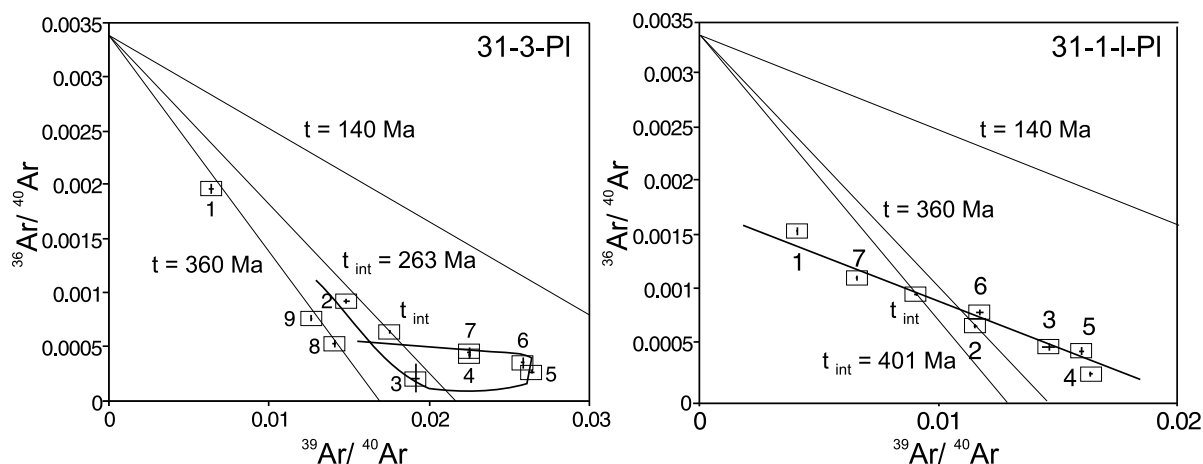 31-3-Pl
0.0035
0.003
0.0025
0.002
0.0015
0.001
0.0005
0
³⁶Ar/ ⁴⁰Ar
t = 140 Ma
t = 360 Ma
t int = 263 Ma
t int
1
2
9
8
3
7
4
6
5
0
0.01
0.02
0.03
³⁹Ar/ ⁴⁰Ar
31-1-I-Pl
0.0035
0.003
0.0025
0.002
0.0015
0.001
0.0005
0
³⁶Ar/ ⁴⁰Ar
t = 140 Ma
t = 360 Ma
1
7
t int
6
2
3
5
4
t int = 401 Ma
0
0.01
0.02
³⁹Ar/ ⁴⁰Ar